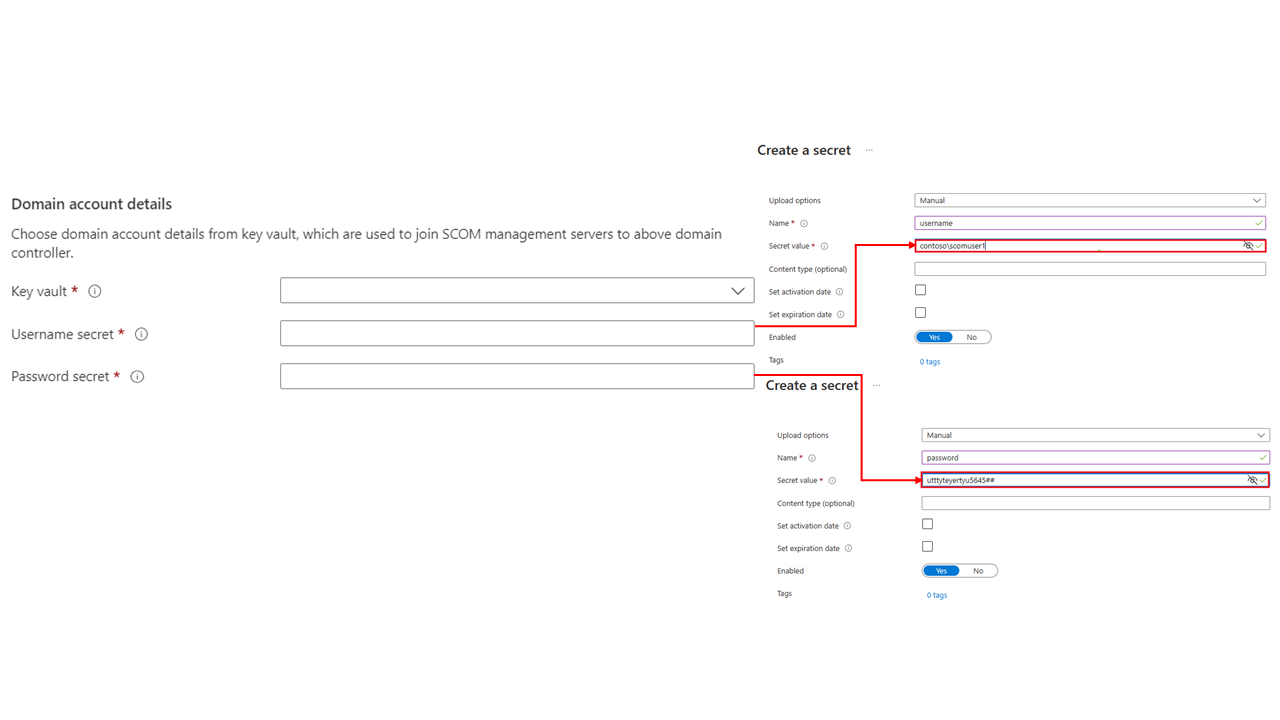 Domain account details
Choose domain account details from key vault, which are used to join SCOM management servers to above domain
controller.
Key vault *
Username secret *
Password secret *
Create a secret ...
Upload options Manual
Name * username
Secret value * contoso\scomuser1
Content type (optional)
Set activation date
Set expiration date
Enabled Yes No
Tags 0 tags
Create a secret ...
Upload options Manual
Name * password
Secret value * utttyteyertyu5645##
Content type (optional)
Set activation date
Set expiration date
Enabled Yes No
Tags 0 tags